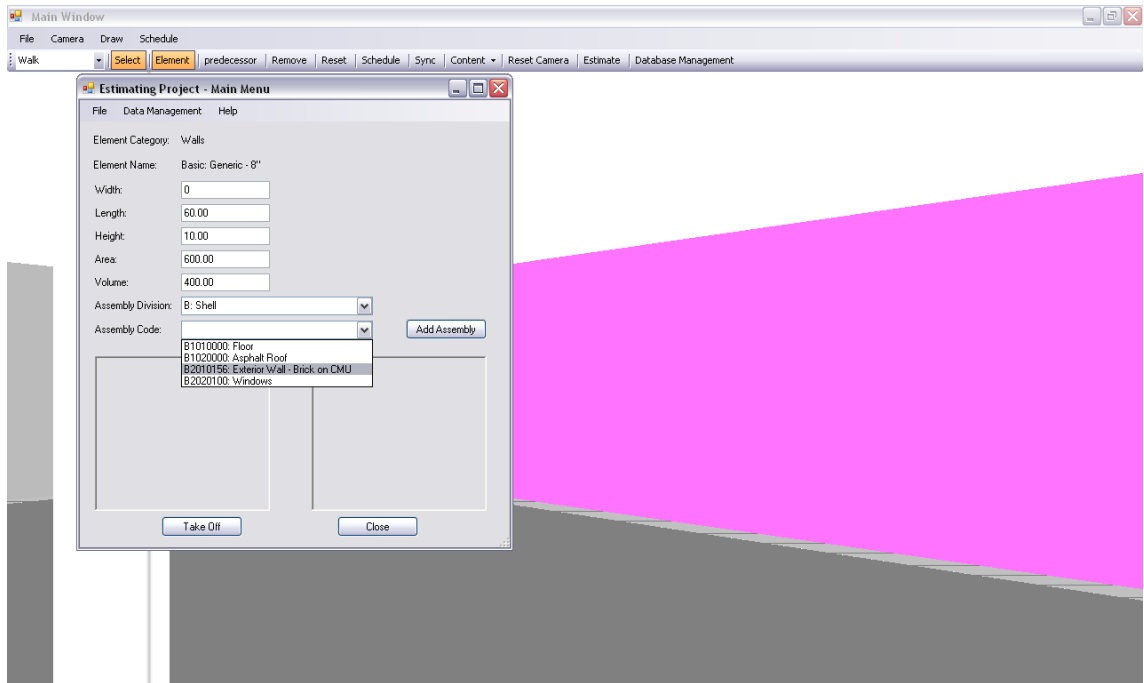 Main Window
File Camera Draw Schedule
Walk Select Element predecessor Remove Reset Schedule Sync Content Reset Camera Estimate Database Management
Estimating Project - Main Menu
File Data Management Help
Element Category: Walls
Element Name: Basic: Generic - 8"
Width: 0
Length: 60.00
Height: 10.00
Area: 600.00
Volume: 400.00
Assembly Division: B: Shell
Assembly Code: Add Assembly
B1010000: Floor
B1020000: Asphalt Roof
B2010156: Exterior Wall - Brick on CMU
B2020100: Windows
Take Off Close